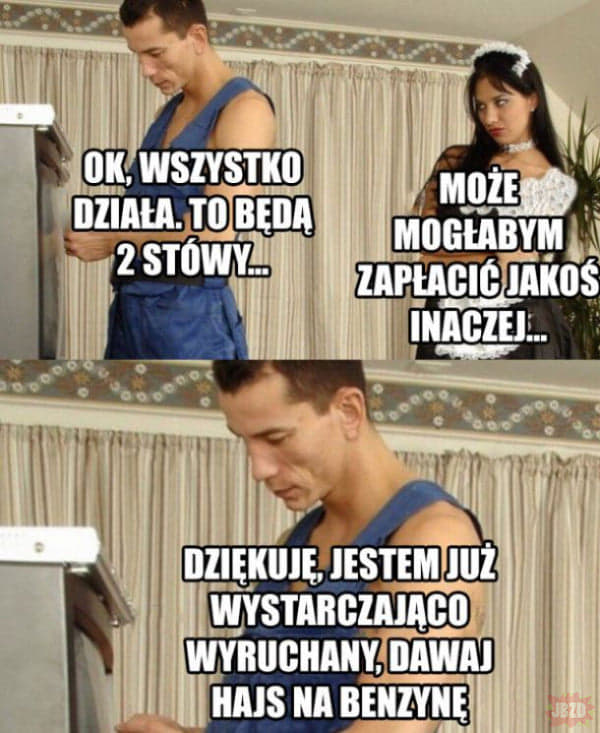 OK, WSZYSTKO
DZIAŁA. TO BĘDĄ
2 STÓWY...
MOŻE
MOGŁABYM
ZAPŁACIĆ JAKOŚ
INACZEJ...
DZIĘKUJĘ, JESTEM JUŻ
WYSTARCZAJĄCO
WYRUCHANY, DAWAJ
HAJS NA BENZYNĘ
JBZD